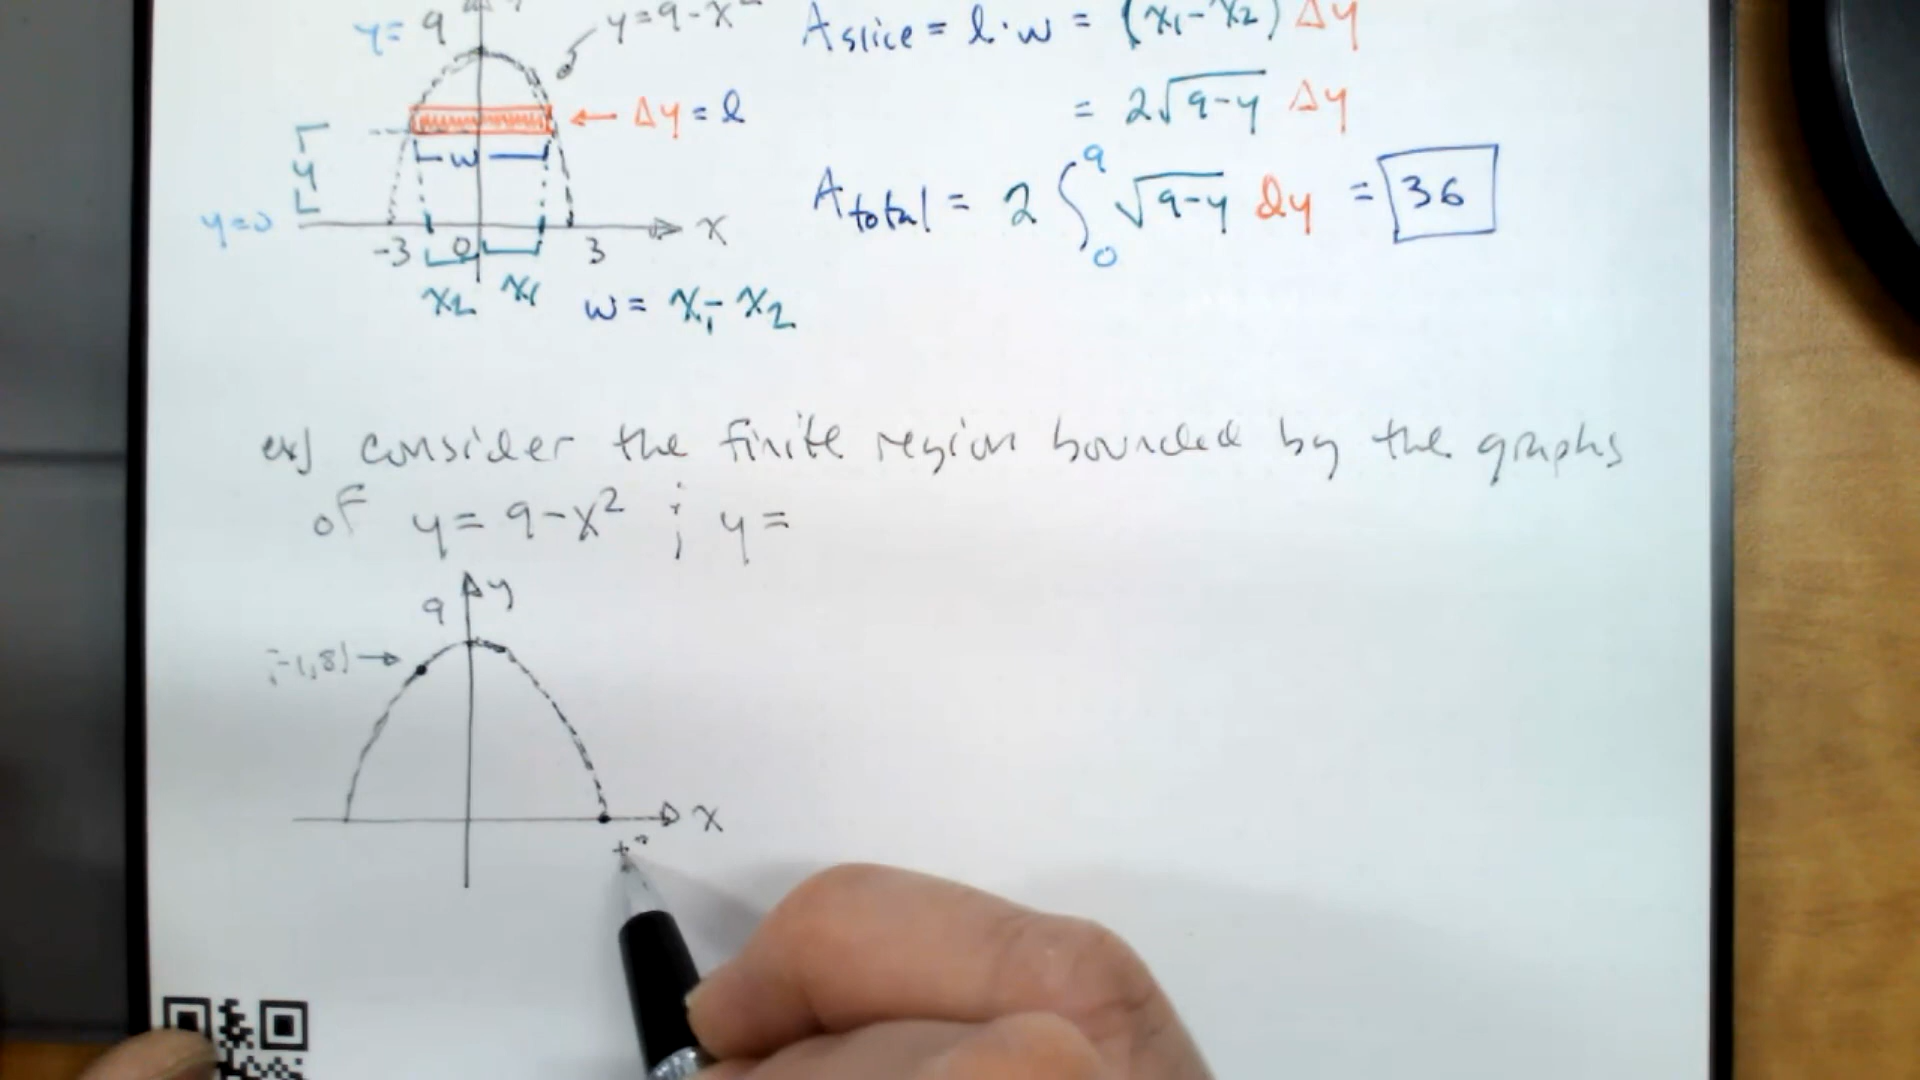 y = 9 y = 9 - x²
A slice = l · w = (x₁ - x₂) Δy
← Δy = l
= 2√(9-y) Δy
w
y
A total = 2 ∫₀⁹ √(9-y) dy = 36
y=0 x
-3 0 3
x₂ x₁ w = x₁ - x₂
ex) consider the finite region bounded by the graphs
of y = 9 - x² ; y =
9 y
(-1,8) →
x